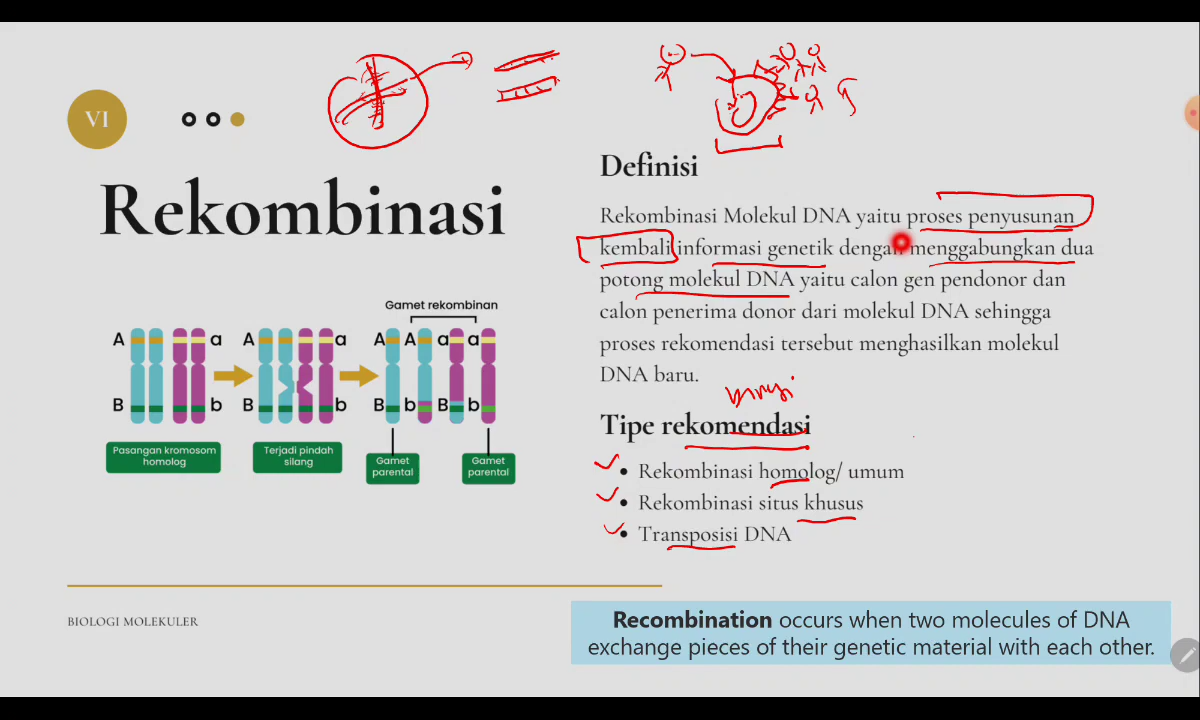 VI
Rekombinasi
Gamet rekombinan
A a A a A A a a
B b B b B b B b
Pasangan kromosom
homolog
Terjadi pindah
silang
Gamet
parental
Gamet
parental
BIOLOGI MOLEKULER
Definisi
Rekombinasi Molekul DNA yaitu proses penyusunan
kembali informasi genetik dengan menggabungkan dua
potong molekul DNA yaitu calon gen pendonor dan
calon penerima donor dari molekul DNA sehingga
proses rekomendasi tersebut menghasilkan molekul
DNA baru.
Tipe rekomendasi
• Rekombinasi homolog/ umum
• Rekombinasi situs khusus
• Transposisi DNA
Recombination occurs when two molecules of DNA
exchange pieces of their genetic material with each other.